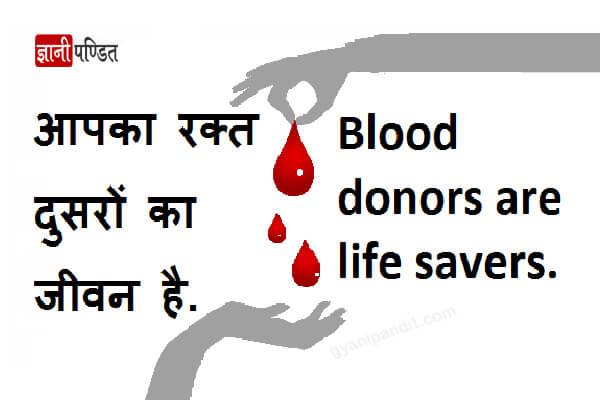 ज्ञानी पण्डित
आपका रक्त
दुसरों का
जीवन है.
Blood
donors are
life savers.
gyanipandit.com